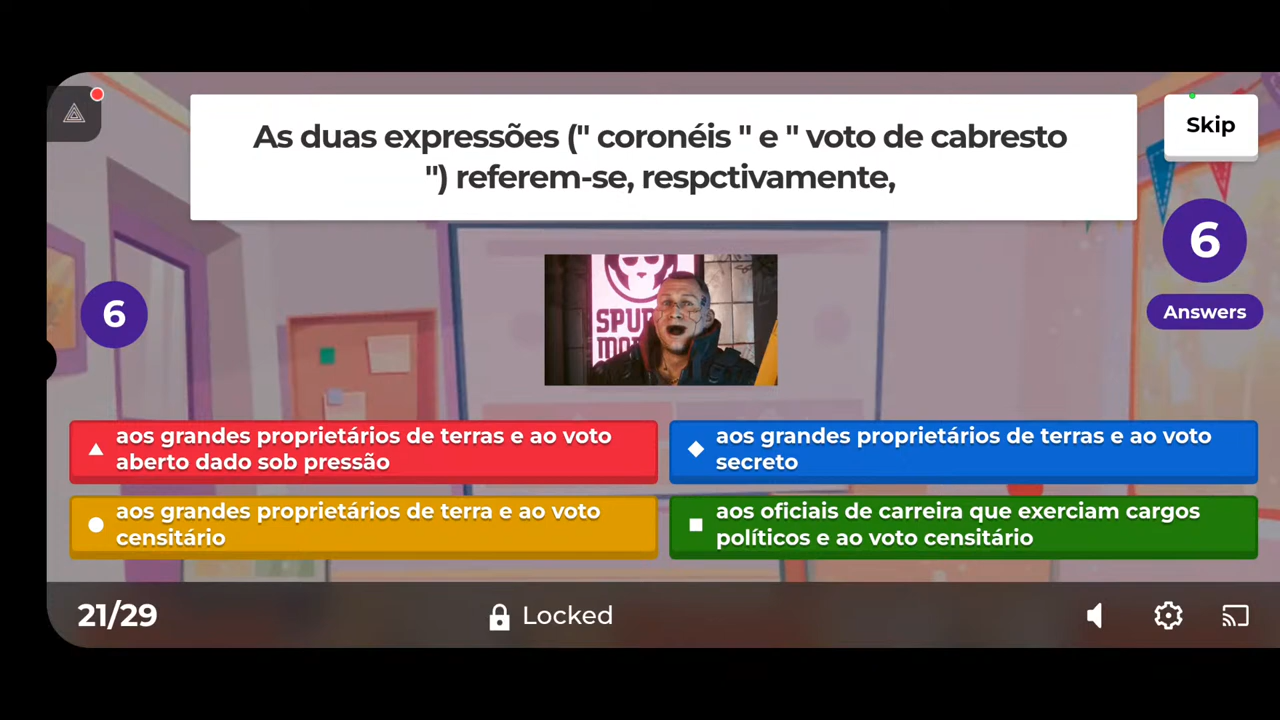 As duas expressões (" coronéis " e " voto de cabresto
") referem-se, respctivamente,
Skip
6
6
Answers
aos grandes proprietários de terras e ao voto
aberto dado sob pressão
aos grandes proprietários de terras e ao voto
secreto
aos grandes proprietários de terra e ao voto
censitário
aos oficiais de carreira que exerciam cargos
políticos e ao voto censitário
21/29
Locked